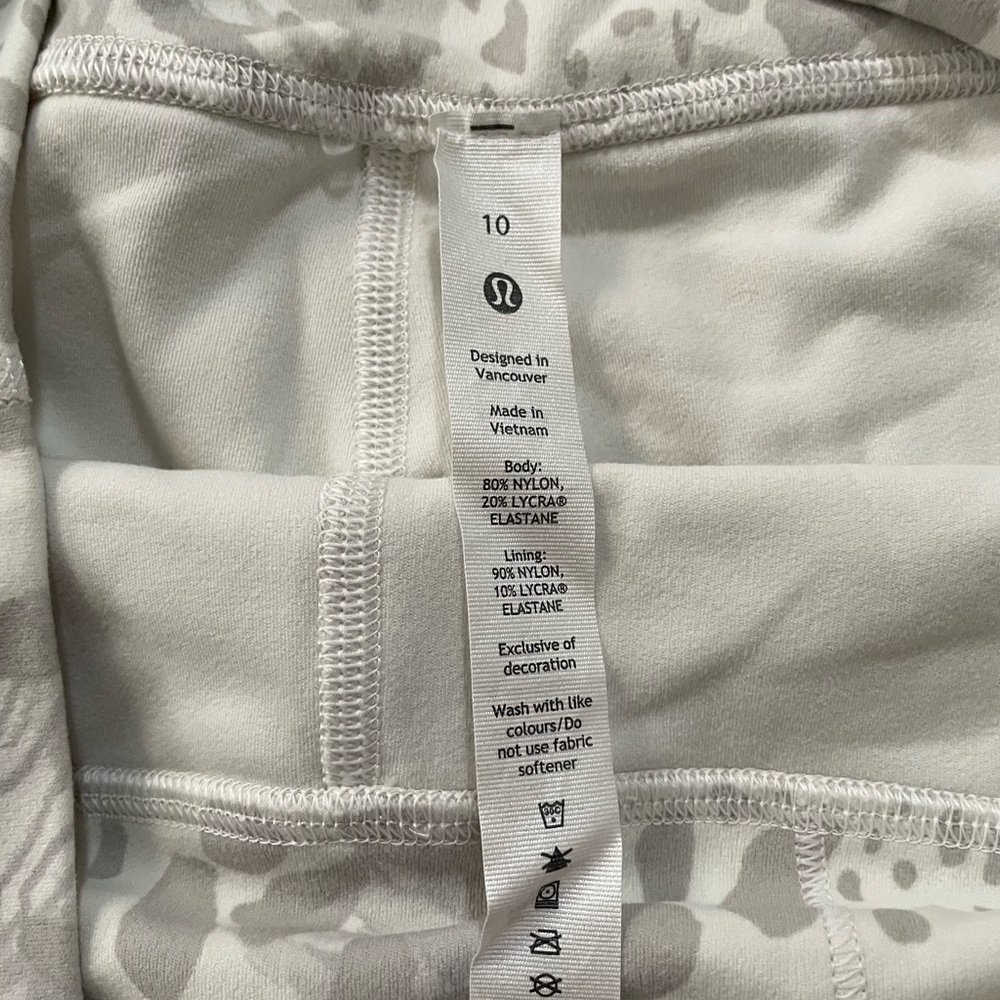 10
Designed in
Vancouver
Made in
Vietnam
Body:
80% NYLON,
20% LYCRA®
ELASTANE
Lining:
90% NYLON,
10% LYCRA®
ELASTANE
Exclusive of
decoration
Wash with like
colours/Do
not use fabric
softener
30C